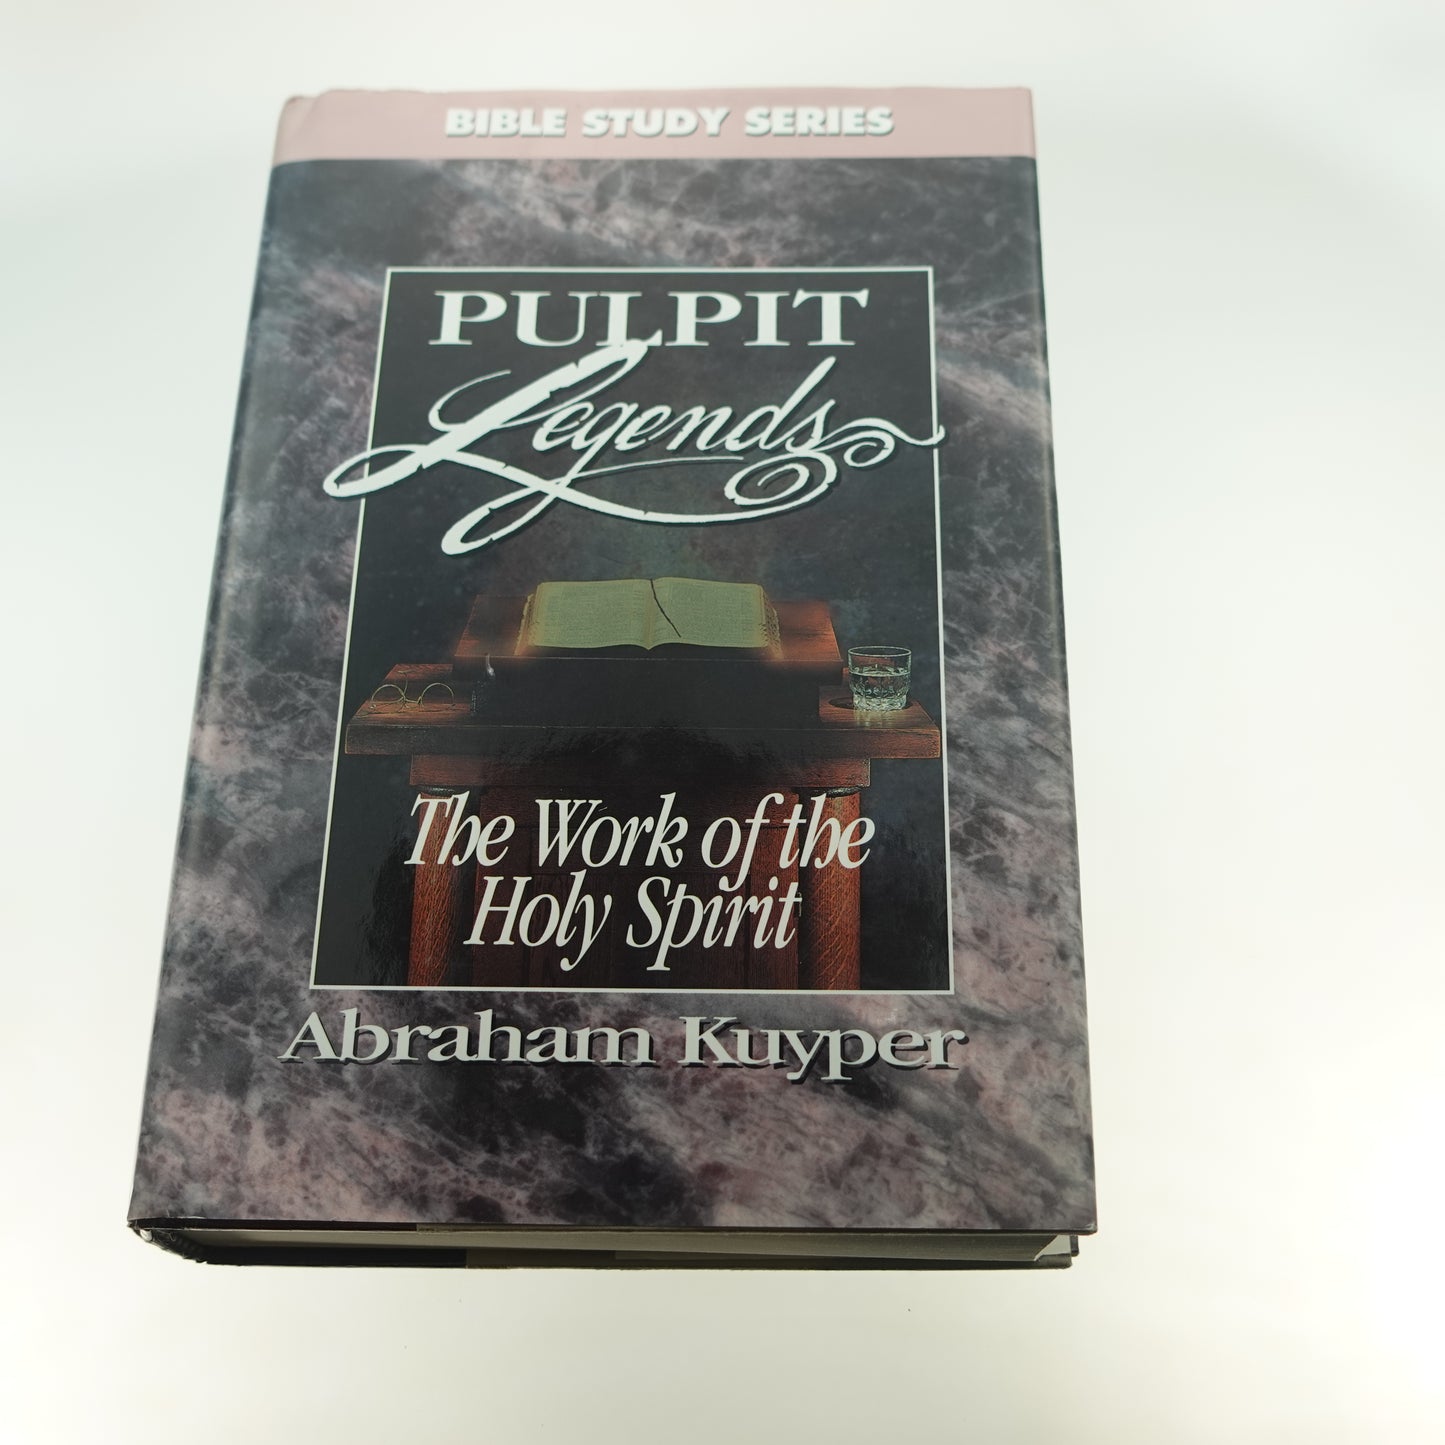 BIBLE STUDY SERIES
PULPIT
Legends
The Work of the
Holy Spirit
Abraham Kuyper